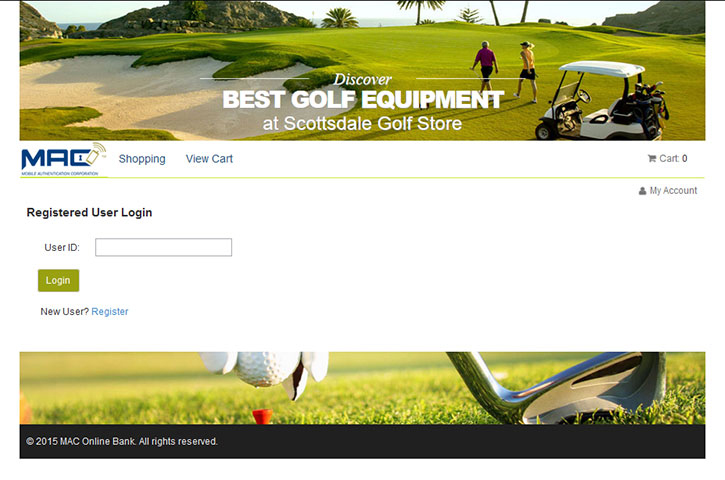 Discover
BEST GOLF EQUIPMENT
at Scottsdale Golf Store
MAC™
MOBILE AUTHENTICATION CORPORATION
Shopping
View Cart
Cart: 0
My Account
Registered User Login
User ID:
Login
New User? Register
© 2015 MAC Online Bank. All rights reserved.